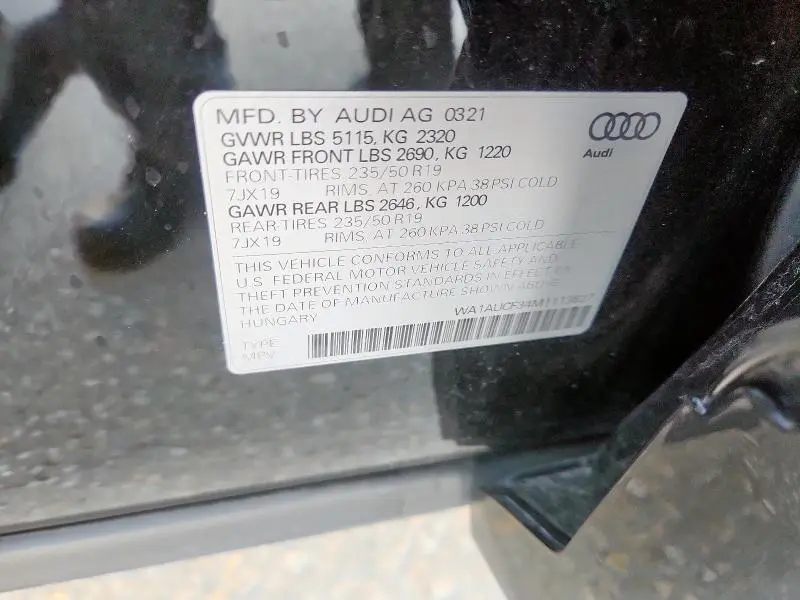 MFD. BY AUDI AG 0321
GVWR LBS 5115, KG 2320
GAWR FRONT LBS 2690, KG 1220
FRONT-TIRES 235/50 R19
7JX19 RIMS. AT 260 KPA 38 PSI COLD
GAWR REAR LBS 2646, KG 1200
REAR-TIRES 235/50 R19
7JX19 RIMS. AT 260 KPA 38 PSI COLD
THIS VEHICLE CONFORMS TO ALL APPLICABLE
U.S. FEDERAL MOTOR VEHICLE SAFETY AND
THEFT PREVENTION STANDARDS IN EFFECT ON
THE DATE OF MANUFACTURE SHOWN ABOVE
HUNGARY
TYPE
MPV
Audi